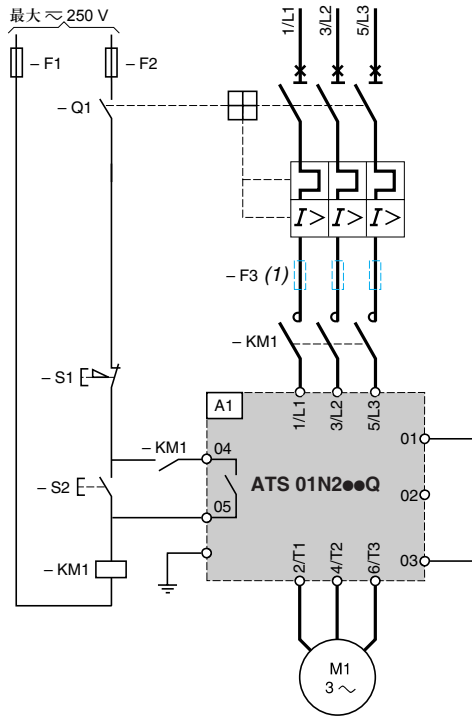 最大 ⎓∼ 250 V
– F1
– F2
1/L1
3/L2
5/L3
– Q1
I>
I>
I>
– F3 (1)
– KM1
– S1
A1
1/L1
3/L2
5/L3
– KM1
04
01
ATS 01N2●●Q
– S2
05
02
– KM1
03
2/T1
4/T2
6/T3
M1
3 ∼